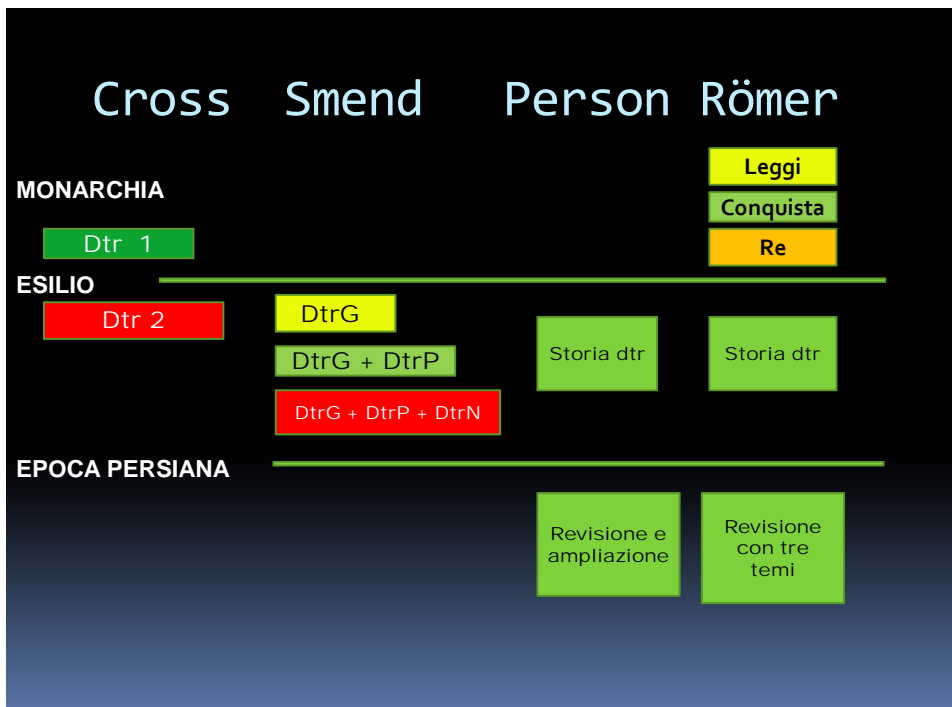 Cross Smend Person Römer
Leggi
MONARCHIA
Conquista
Dtr 1
Re
ESILIO
Dtr 2
DtrG
DtrG + DtrP
Storia dtr
Storia dtr
DtrG + DtrP + DtrN
EPOCA PERSIANA
Revisione e
ampliazione
Revisione
con tre
temi